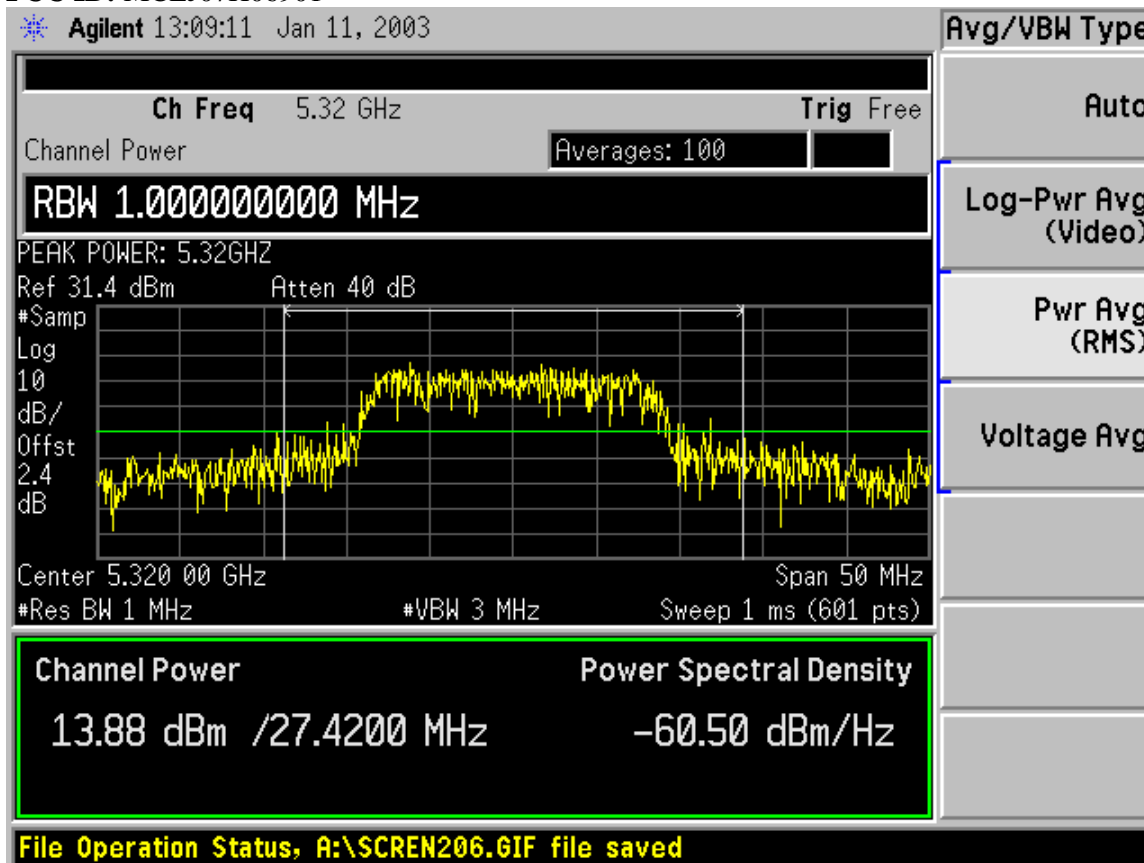 Agilent 13:09:11 Jan 11, 2003
Avg/VBW Type
Ch Freq 5.32 GHz Trig Free
Channel Power Averages: 100
RBW 1.000000000 MHz
PEAK POWER: 5.32GHZ
Ref 31.4 dBm Atten 40 dB
#Samp
Log
10
dB/
Offst
2.4
dB
Center 5.320 00 GHz Span 50 MHz
#Res BW 1 MHz #VBW 3 MHz Sweep 1 ms (601 pts)
Channel Power Power Spectral Density
13.88 dBm /27.4200 MHz -60.50 dBm/Hz
File Operation Status, A:\SCREN206.GIF file saved
Auto
Log-Pwr Avg
(Video)
Pwr Avg
(RMS)
Voltage Avg